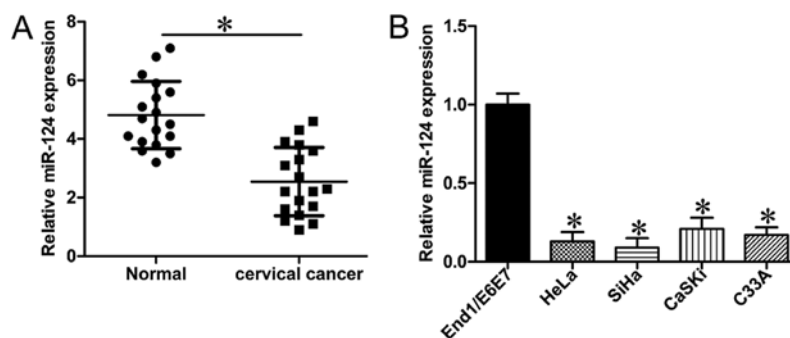 A
*
Relative miR-124 expression
8
6
4
2
0
Normal
cervical cancer
B
Relative miR-124 expression
1.5
1.0
0.5
0.0
*
*
*
*
End1/E6E7
HeLa
SiHa
CaSKi
C33A